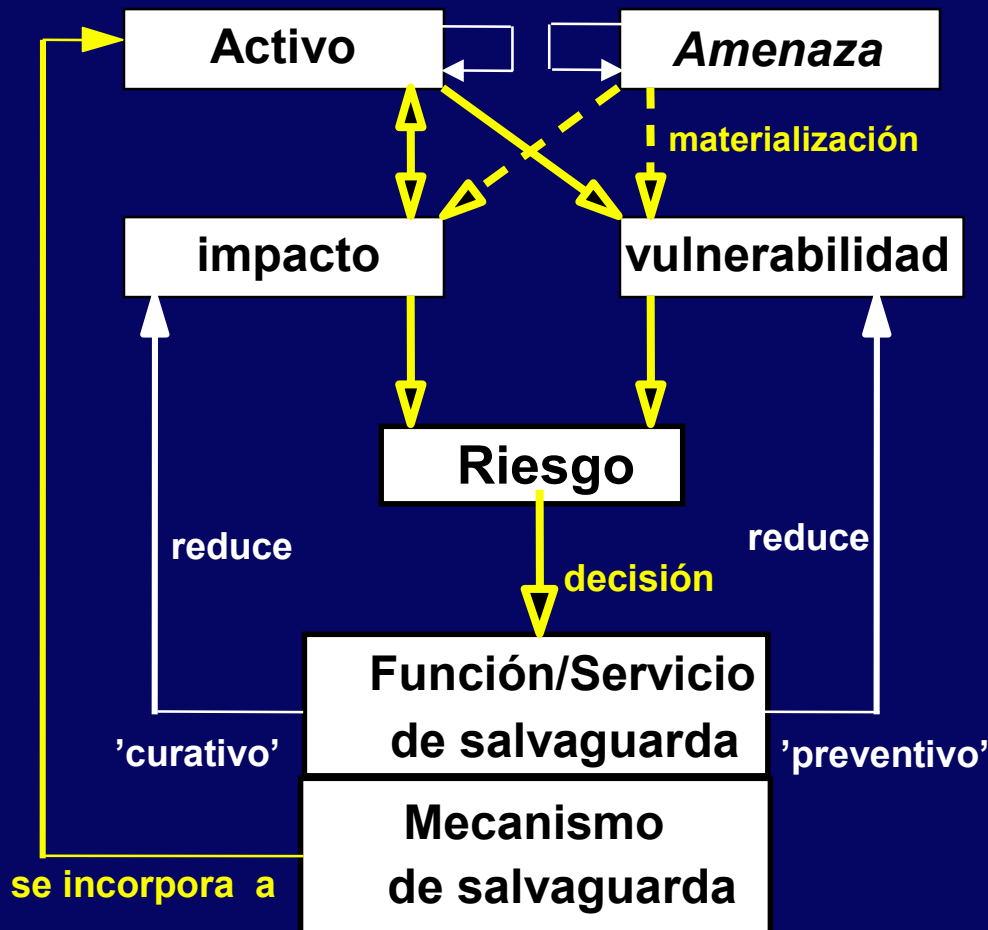 Activo
Amenaza
materialización
impacto
vulnerabilidad
Riesgo
reduce
reduce
decisión
Función/Servicio
de salvaguarda
’curativo’
’preventivo’
Mecanismo
de salvaguarda
se incorpora a